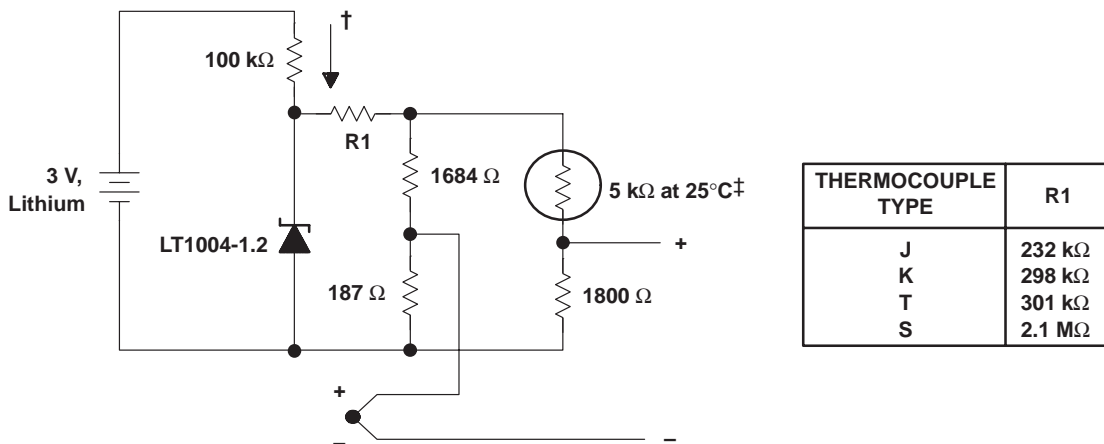 †
100 kΩ
R1
3 V,
Lithium
1684 Ω
5 kΩ at 25°C‡
+
LT1004-1.2
187 Ω
1800 Ω
+
−
−
THERMOCOUPLE
TYPE
R1
J 232 kΩ
K 298 kΩ
T 301 kΩ
S 2.1 MΩ